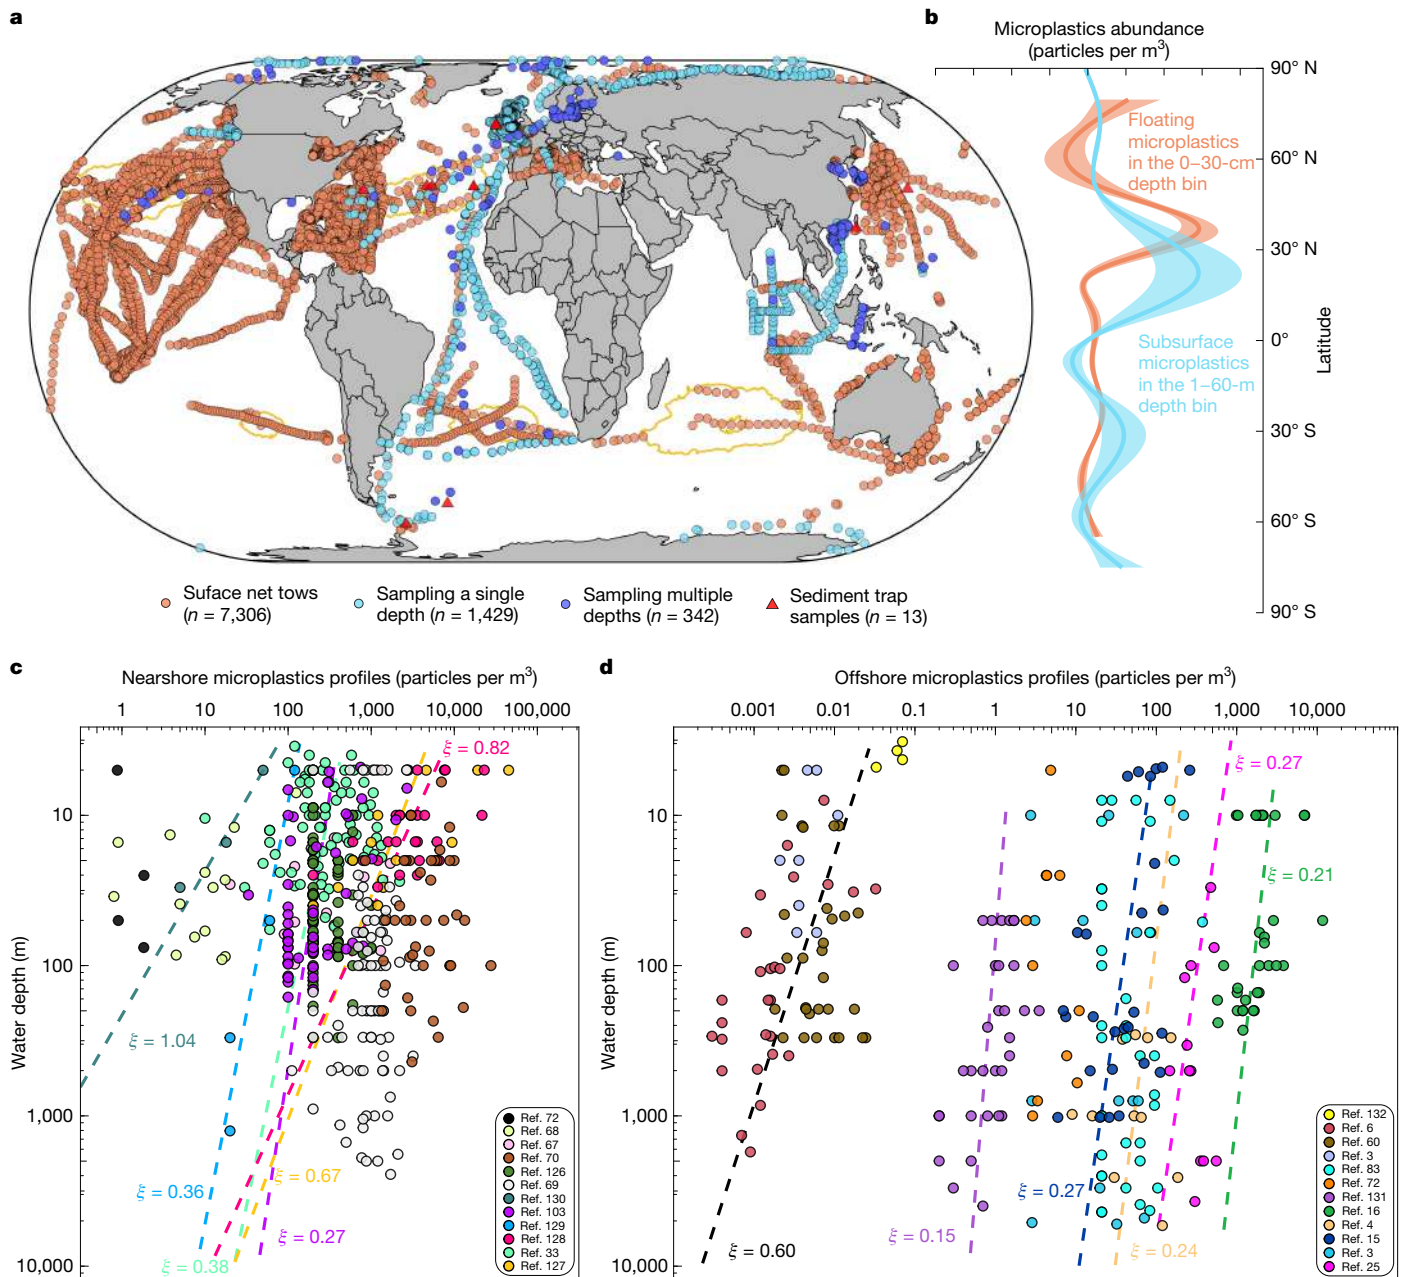 a
b
Microplastics abundance
(particles per m³)
90° N
Floating
microplastics
in the 0–30-cm
depth bin
60° N
30° N
0°
Latitude
Subsurface
microplastics
in the 1–60-m
depth bin
30° S
60° S
90° S
Suface net tows
(n = 7,306)
Sampling a single
depth (n = 1,429)
Sampling multiple
depths (n = 342)
Sediment trap
samples (n = 13)
c
Nearshore microplastics profiles (particles per m³)
1 10 100 1,000 10,000 100,000
Water depth (m)
10
100
1,000
10,000
ξ = 0.82
ξ = 1.04
ξ = 0.67
ξ = 0.36
ξ = 0.27
ξ = 0.38
Ref. 72
Ref. 68
Ref. 67
Ref. 70
Ref. 126
Ref. 69
Ref. 130
Ref. 103
Ref. 129
Ref. 128
Ref. 33
Ref. 127
d
Offshore microplastics profiles (particles per m³)
0.001 0.01 0.1 1 10 100 1,000 10,000
Water depth (m)
10
100
1,000
10,000
ξ = 0.27
ξ = 0.21
ξ = 0.27
ξ = 0.15
ξ = 0.24
ξ = 0.60
Ref. 132
Ref. 6
Ref. 60
Ref. 3
Ref. 83
Ref. 72
Ref. 131
Ref. 16
Ref. 4
Ref. 15
Ref. 3
Ref. 25